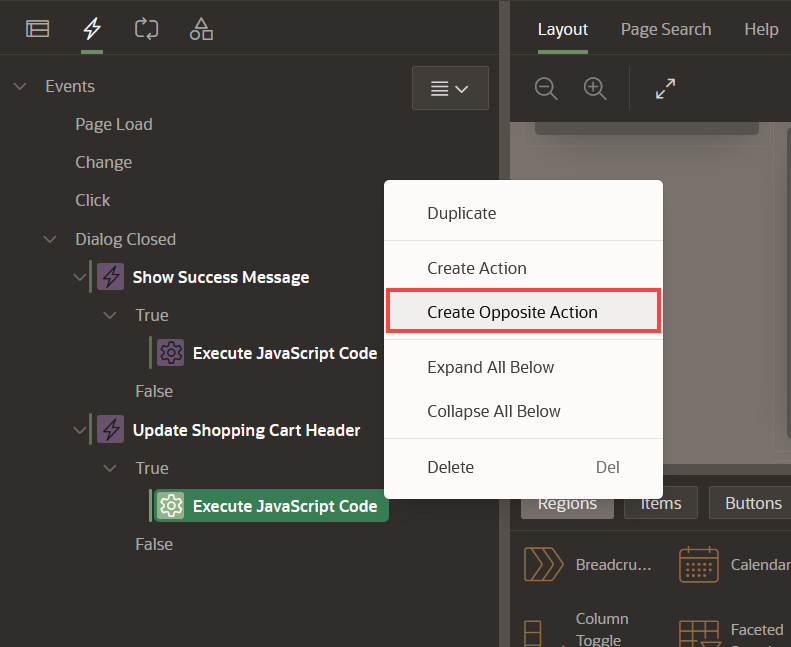 Layout Page Search Help
Events
Page Load
Change
Click
Dialog Closed
Show Success Message
True
Execute JavaScript Code
False
Update Shopping Cart Header
True
Execute JavaScript Code
False
Duplicate
Create Action
Create Opposite Action
Expand All Below
Collapse All Below
Delete Del
Regions Items Buttons
Breadcru... Calendar
Column
Toggle
Faceted